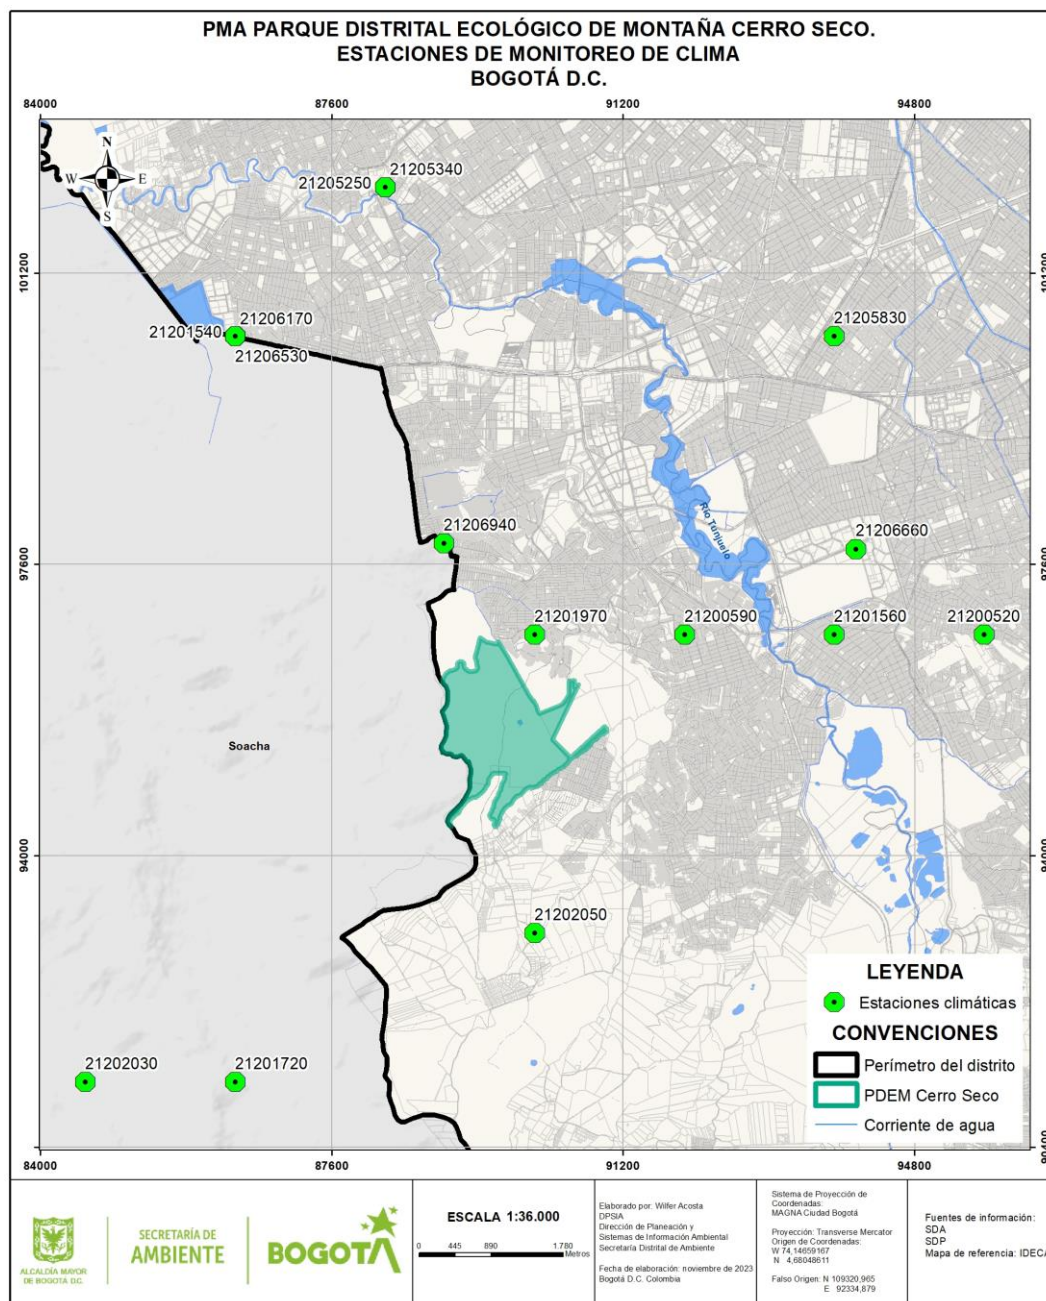 PMA PARQUE DISTRITAL ECOLÓGICO DE MONTAÑA CERRO SECO.
ESTACIONES DE MONITOREO DE CLIMA
BOGOTÁ D.C.
84000 87600 91200 94800
N
W E
S
21205250 21205340
101200 101200
21201540 21206170 21205830
21206530
21206940 21206660
Río Tunjuelo
97600 97600
21201970 21200590 21201560 21200520
Soacha
94000 94000
21202050
LEYENDA
Estaciones climáticas
CONVENCIONES
Perímetro del distrito
PDEM Cerro Seco
Corriente de agua
21202030 21201720
90400
84000 87600 91200 94800
ALCALDÍA MAYOR
DE BOGOTÁ D.C.
SECRETARÍA DE
AMBIENTE
BOGOTÁ
ESCALA 1:36.000
0 445 890 1.780
Metros
Elaborado por: Wilfer Acosta
DPSIA
Dirección de Planeación y
Sistemas de Información Ambiental
Secretaría Distrital de Ambiente
Fecha de elaboración: noviembre de 2023
Bogotá D.C. Colombia
Sistema de Proyección de
Coordenadas:
MAGNA Ciudad Bogotá
Proyección: Transverse Mercator
Origen de Coordenadas:
W 74,14659167
N 4,68048611
Falso Origen: N 109320,965
E 92334,879
Fuentes de información:
SDA
SDP
Mapa de referencia: IDECA